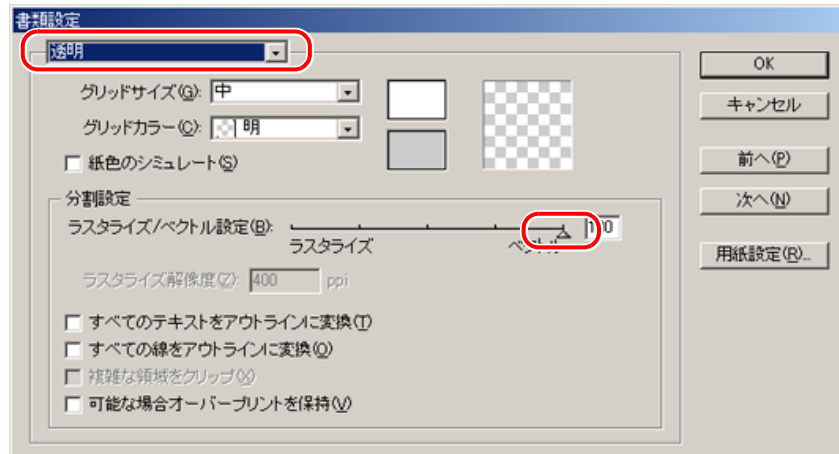 書類設定
透明
OK
グリッドサイズ(G): 中
キャンセル
グリッドカラー(C): 明
紙色のシミュレート(S)
前へ(P)
次へ(N)
用紙設定(R)...
分割設定
ラスタライズ/ベクトル設定(B): 100
ラスタライズ ベクトル
ラスタライズ解像度(Z): 400 ppi
すべてのテキストをアウトラインに変換(T)
すべての線をアウトラインに変換(O)
複雑な領域をクリップ(X)
可能な場合オーバープリントを保持(V)